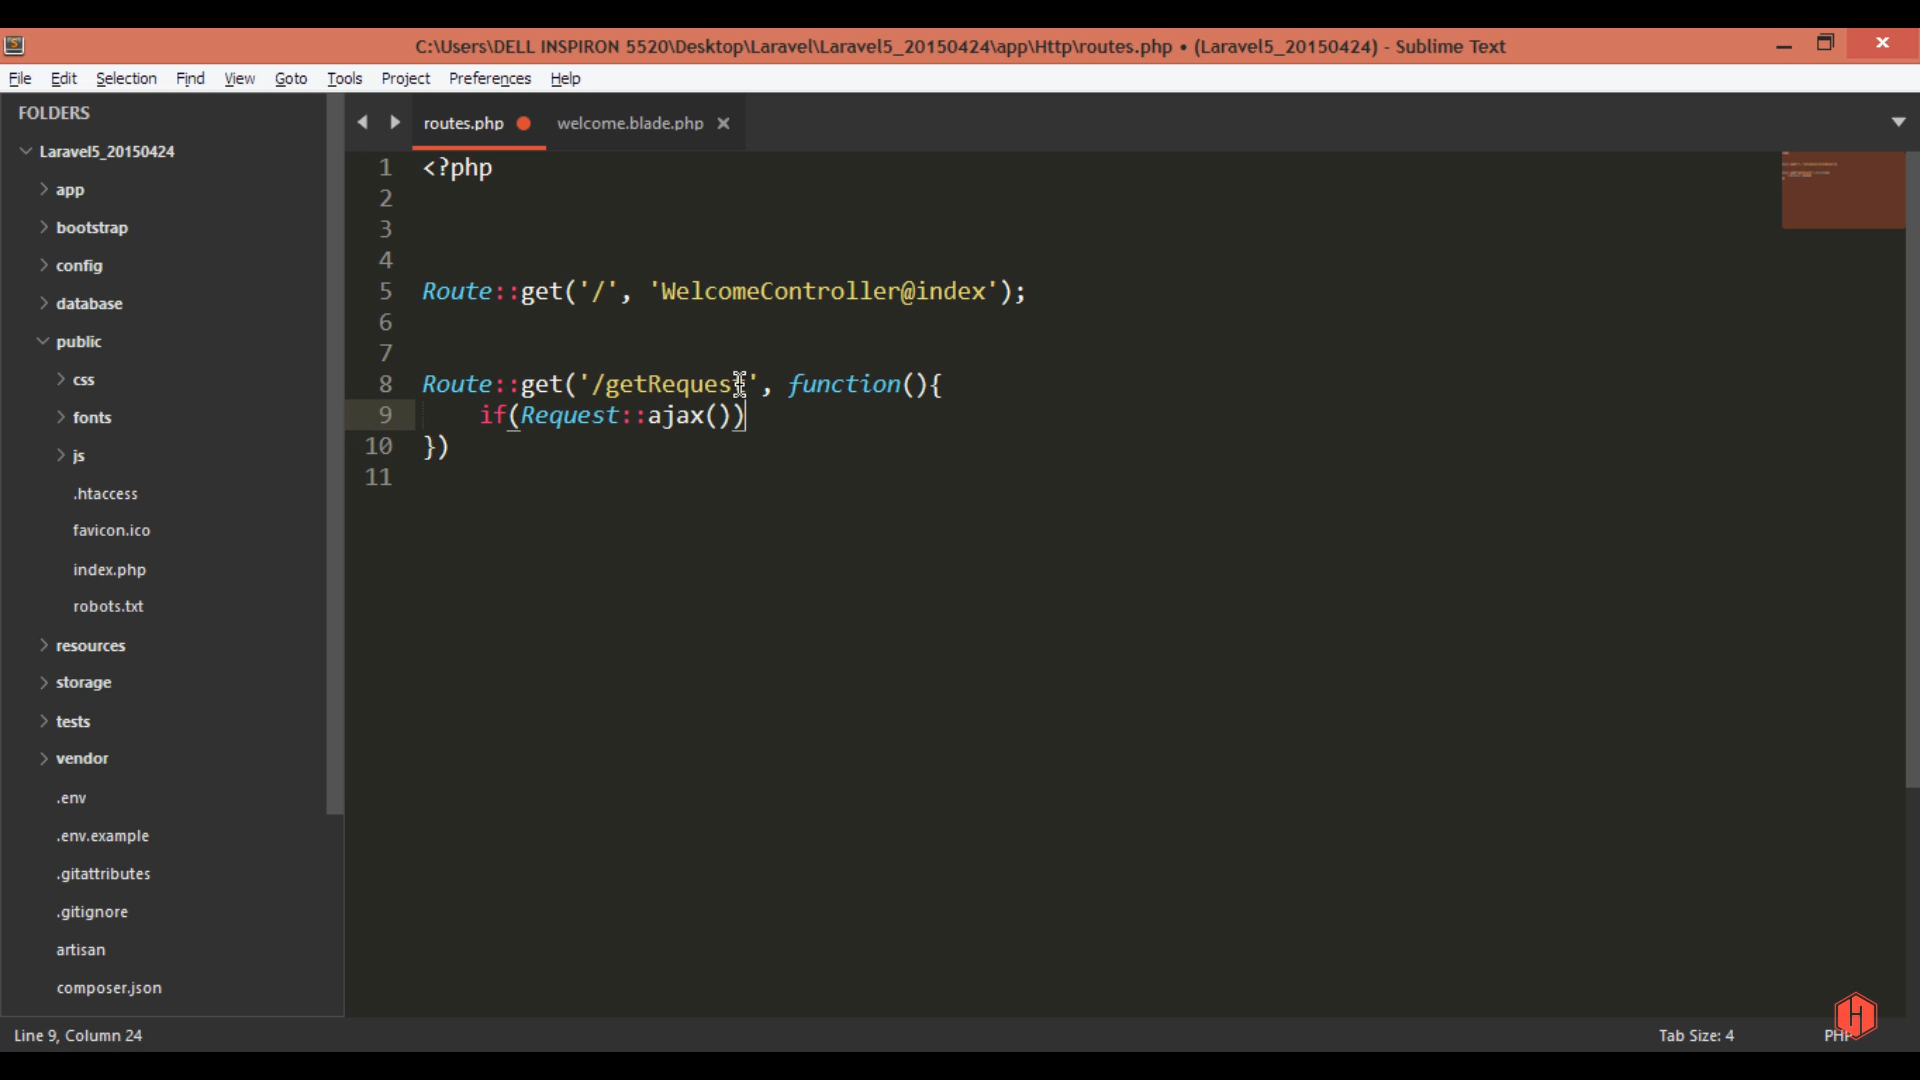 C:\Users\DELL INSPIRON 5520\Desktop\Laravel\Laravel5_20150424\app\Http\routes.php • (Laravel5_20150424) - Sublime Text
File Edit Selection Find View Goto Tools Project Preferences Help
FOLDERS
Laravel5_20150424
app
bootstrap
config
database
public
css
fonts
js
.htaccess
favicon.ico
index.php
robots.txt
resources
storage
tests
vendor
.env
.env.example
.gitattributes
.gitignore
artisan
composer.json
routes.php welcome.blade.php
1 <?php
2
3
4
5 Route::get('/', 'WelcomeController@index');
6
7
8 Route::get('/getRequest', function(){
9 if(Request::ajax())
10 })
11
Line 9, Column 24
Tab Size: 4
PHP
H